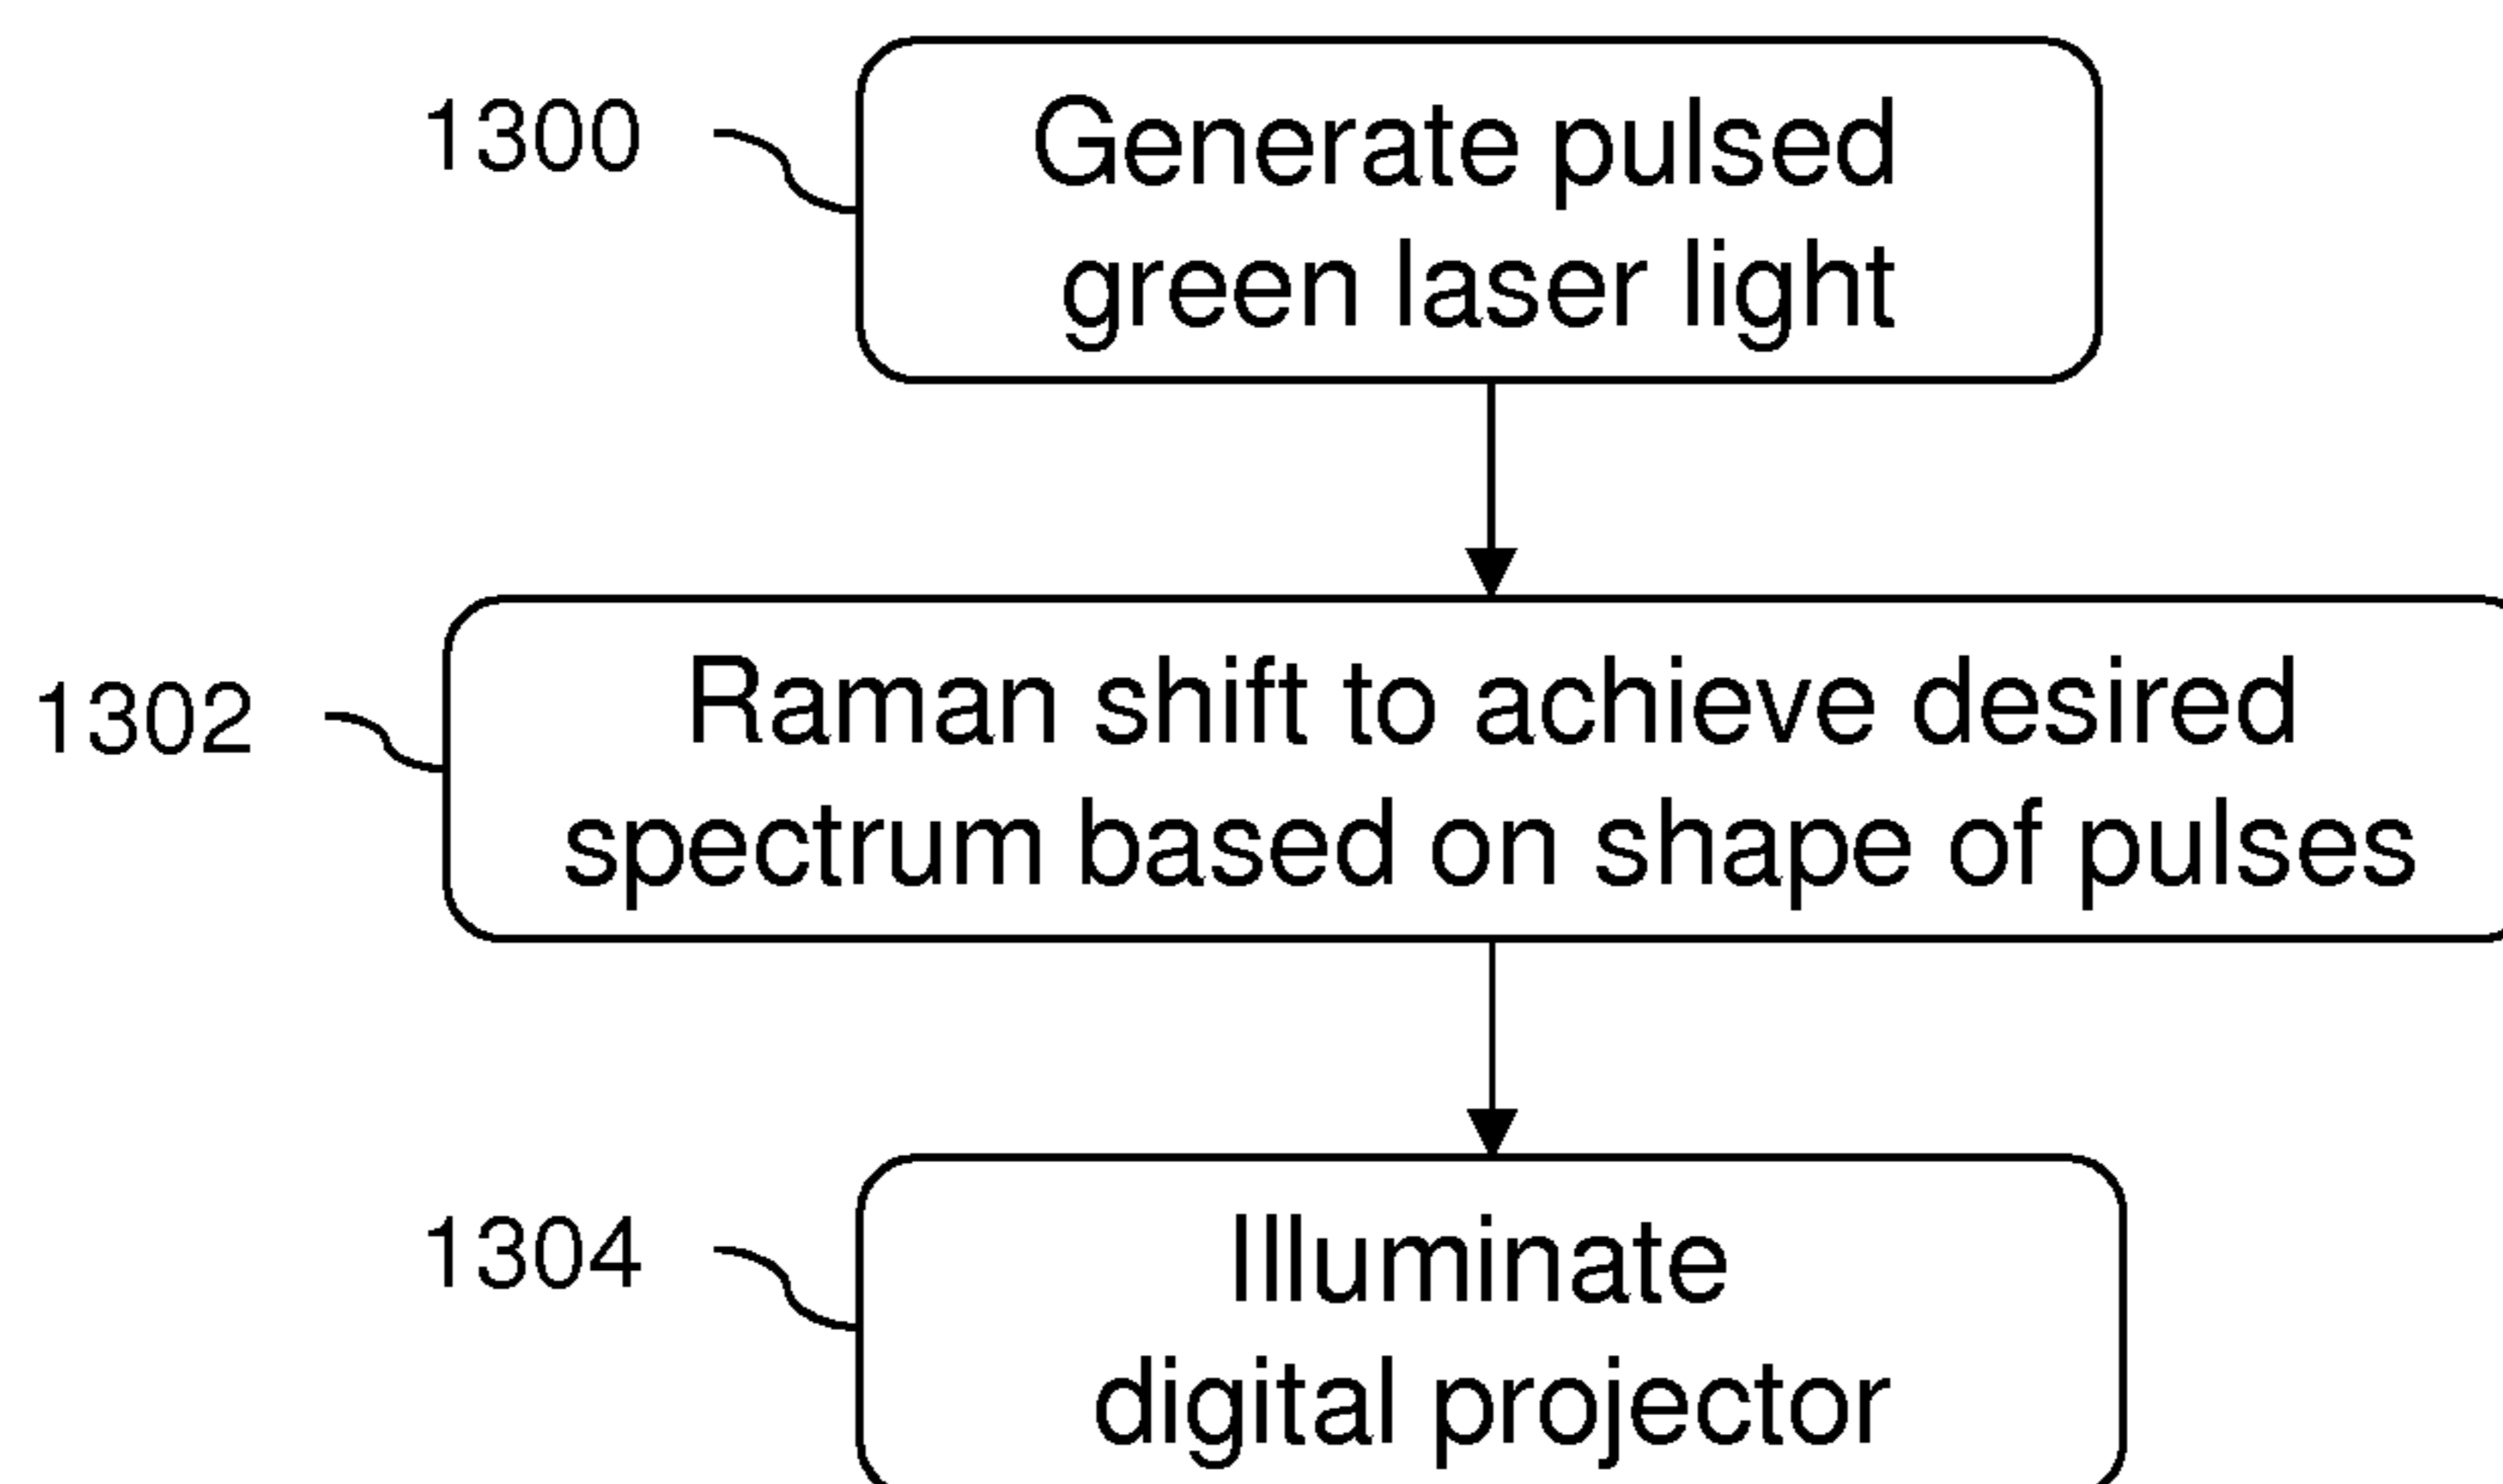 1300
Generate pulsed
green laser light
1302
Raman shift to achieve desired
spectrum based on shape of pulses
1304
Illuminate
digital projector